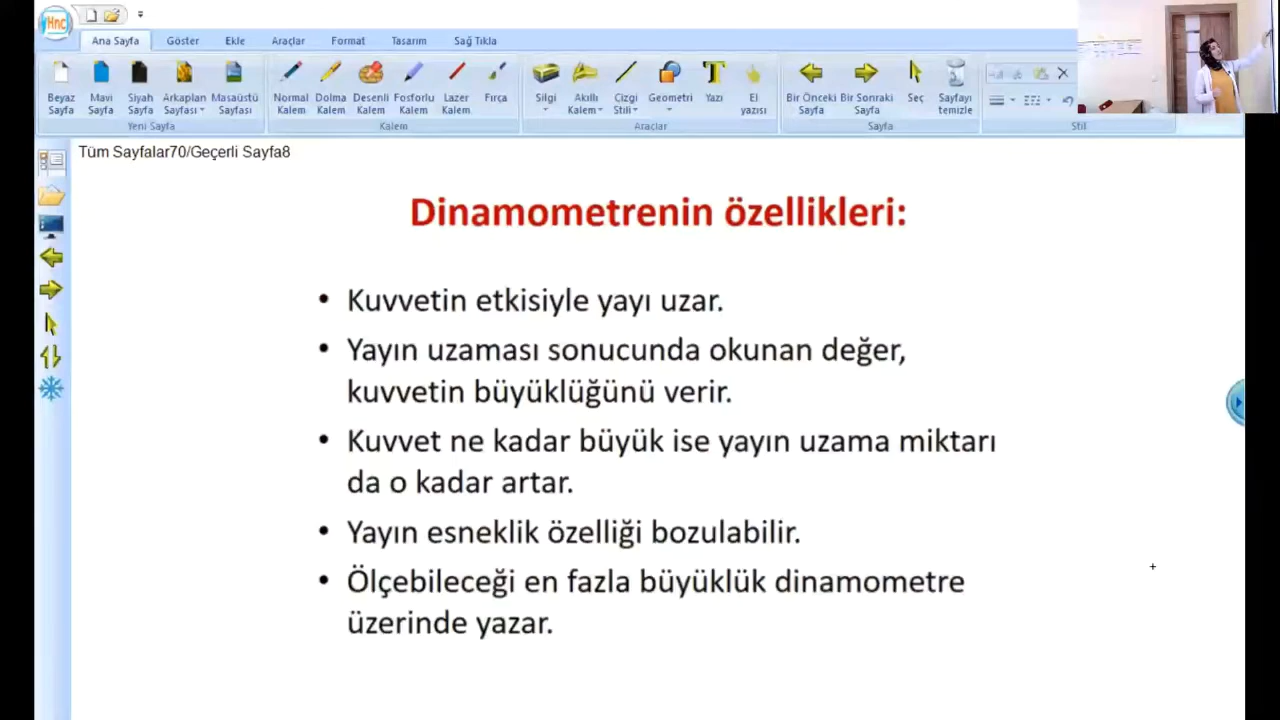 Hnc
Ana Sayfa Göster Ekle Araçlar Format Tasarım Sağ Tıkla
Beyaz Sayfa Mavi Sayfa Siyah Sayfa Arkaplan Sayfası Masaüstü Sayfası
Yeni Sayfa
Normal Kalem Dolma Kalem Desenli Kalem Fosforlu Kalem Lazer Kalem Fırça
Kalem
Silgi Akıllı Kalem Çizgi Stili Geometri Yazı El yazısı
Araçlar
Bir Önceki Sayfa Bir Sonraki Sayfa Seç Sayfayı temizle
Sayfa
Stil
Tüm Sayfalar70/Geçerli Sayfa8
Dinamometrenin özellikleri:
• Kuvvetin etkisiyle yayı uzar.
• Yayın uzaması sonucunda okunan değer,
kuvvetin büyüklüğünü verir.
• Kuvvet ne kadar büyük ise yayın uzama miktarı
da o kadar artar.
• Yayın esneklik özelliği bozulabilir.
• Ölçebileceği en fazla büyüklük dinamometre
üzerinde yazar.